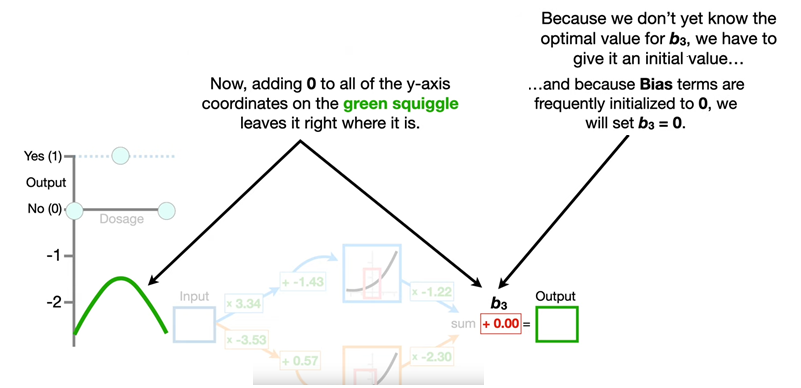 Because we don't yet know the
optimal value for b3, we have to
give it an initial value…
…and because Bias terms are
frequently initialized to 0, we
will set b3 = 0.
Now, adding 0 to all of the y-axis
coordinates on the green squiggle
leaves it right where it is.
Yes (1)
Output
No (0)
Dosage
-1
-2
Input
x 3.34
+ -1.43
x -1.22
x -3.53
+ 0.57
x -2.30
sum
b3
+ 0.00
=
Output